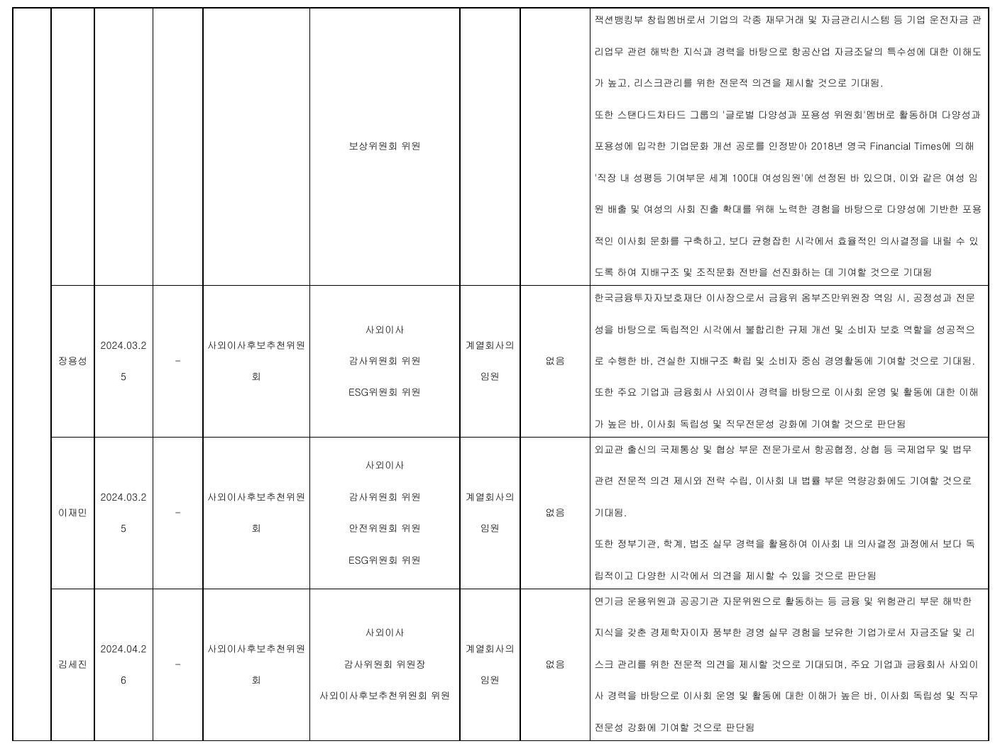 보상위원회 위원
잭션뱅킹부 창립멤버로서 기업의 각종 재무거래 및 자금관리시스템 등 기업 운전자금 관
리업무 관련 해박한 지식과 경력을 바탕으로 항공산업 자금조달의 특수성에 대한 이해도
가 높고, 리스크관리를 위한 전문적 의견을 제시할 것으로 기대됨.
또한 스탠다드차타드 그룹의 '글로벌 다양성과 포용성 위원회'멤버로 활동하며 다양성과
포용성에 입각한 기업문화 개선 공로를 인정받아 2018년 영국 Financial Times에 의해
'직장 내 성평등 기여부문 세계 100대 여성임원'에 선정된 바 있으며, 이와 같은 여성 임
원 배출 및 여성의 사회 진출 확대를 위해 노력한 경험을 바탕으로 다양성에 기반한 포용
적인 이사회 문화를 구축하고, 보다 균형잡힌 시각에서 효율적인 의사결정을 내릴 수 있
도록 하여 지배구조 및 조직문화 전반을 선진화하는 데 기여할 것으로 기대됨
장용성
2024.03.2
5
–
사외이사후보추천위원
회
사외이사
감사위원회 위원
ESG위원회 위원
계열회사의
임원
없음
한국금융투자자보호재단 이사장으로서 금융위 옴부즈만위원장 역임 시, 공정성과 전문
성을 바탕으로 독립적인 시각에서 불합리한 규제 개선 및 소비자 보호 역할을 성공적으
로 수행한 바, 견실한 지배구조 확립 및 소비자 중심 경영활동에 기여할 것으로 기대됨.
또한 주요 기업과 금융회사 사외이사 경력을 바탕으로 이사회 운영 및 활동에 대한 이해
가 높은 바, 이사회 독립성 및 직무전문성 강화에 기여할 것으로 판단됨
이재민
2024.03.2
5
–
사외이사후보추천위원
회
사외이사
감사위원회 위원
안전위원회 위원
ESG위원회 위원
계열회사의
임원
없음
외교관 출신의 국제통상 및 협상 부문 전문가로서 항공협정, 상협 등 국제업무 및 법무
관련 전문적 의견 제시와 전략 수립, 이사회 내 법률 부문 역량강화에도 기여할 것으로
기대됨.
또한 정부기관, 학계, 법조 실무 경력을 활용하여 이사회 내 의사결정 과정에서 보다 독
립적이고 다양한 시각에서 의견을 제시할 수 있을 것으로 판단됨
김세진
2024.04.2
6
–
사외이사후보추천위원
회
사외이사
감사위원회 위원장
사외이사후보추천위원회 위원
계열회사의
임원
없음
연기금 운용위원과 공공기관 자문위원으로 활동하는 등 금융 및 위험관리 부문 해박한
지식을 갖춘 경제학자이자 풍부한 경영 실무 경험을 보유한 기업가로서 자금조달 및 리
스크 관리를 위한 전문적 의견을 제시할 것으로 기대되며, 주요 기업과 금융회사 사외이
사 경력을 바탕으로 이사회 운영 및 활동에 대한 이해가 높은 바, 이사회 독립성 및 직무
전문성 강화에 기여할 것으로 판단됨